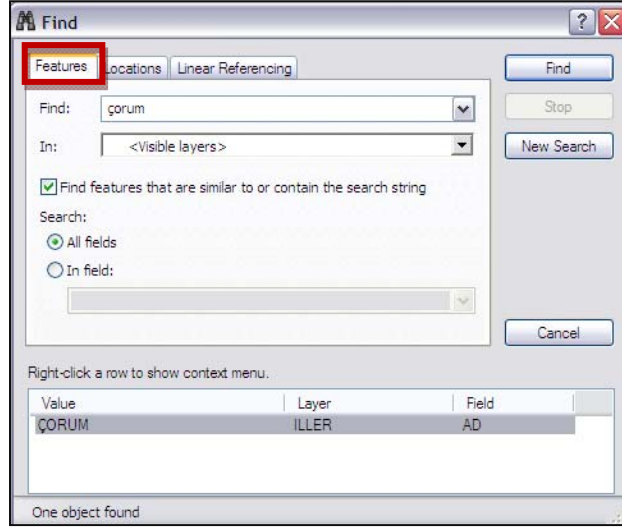 Find
Features Locations Linear Referencing
Find: çorum
In: <Visible layers>
Find features that are similar to or contain the search string
Search:
All fields
In field:
Find
Stop
New Search
Cancel
Right-click a row to show context menu.
Value Layer Field
ÇORUM ILLER AD
One object found